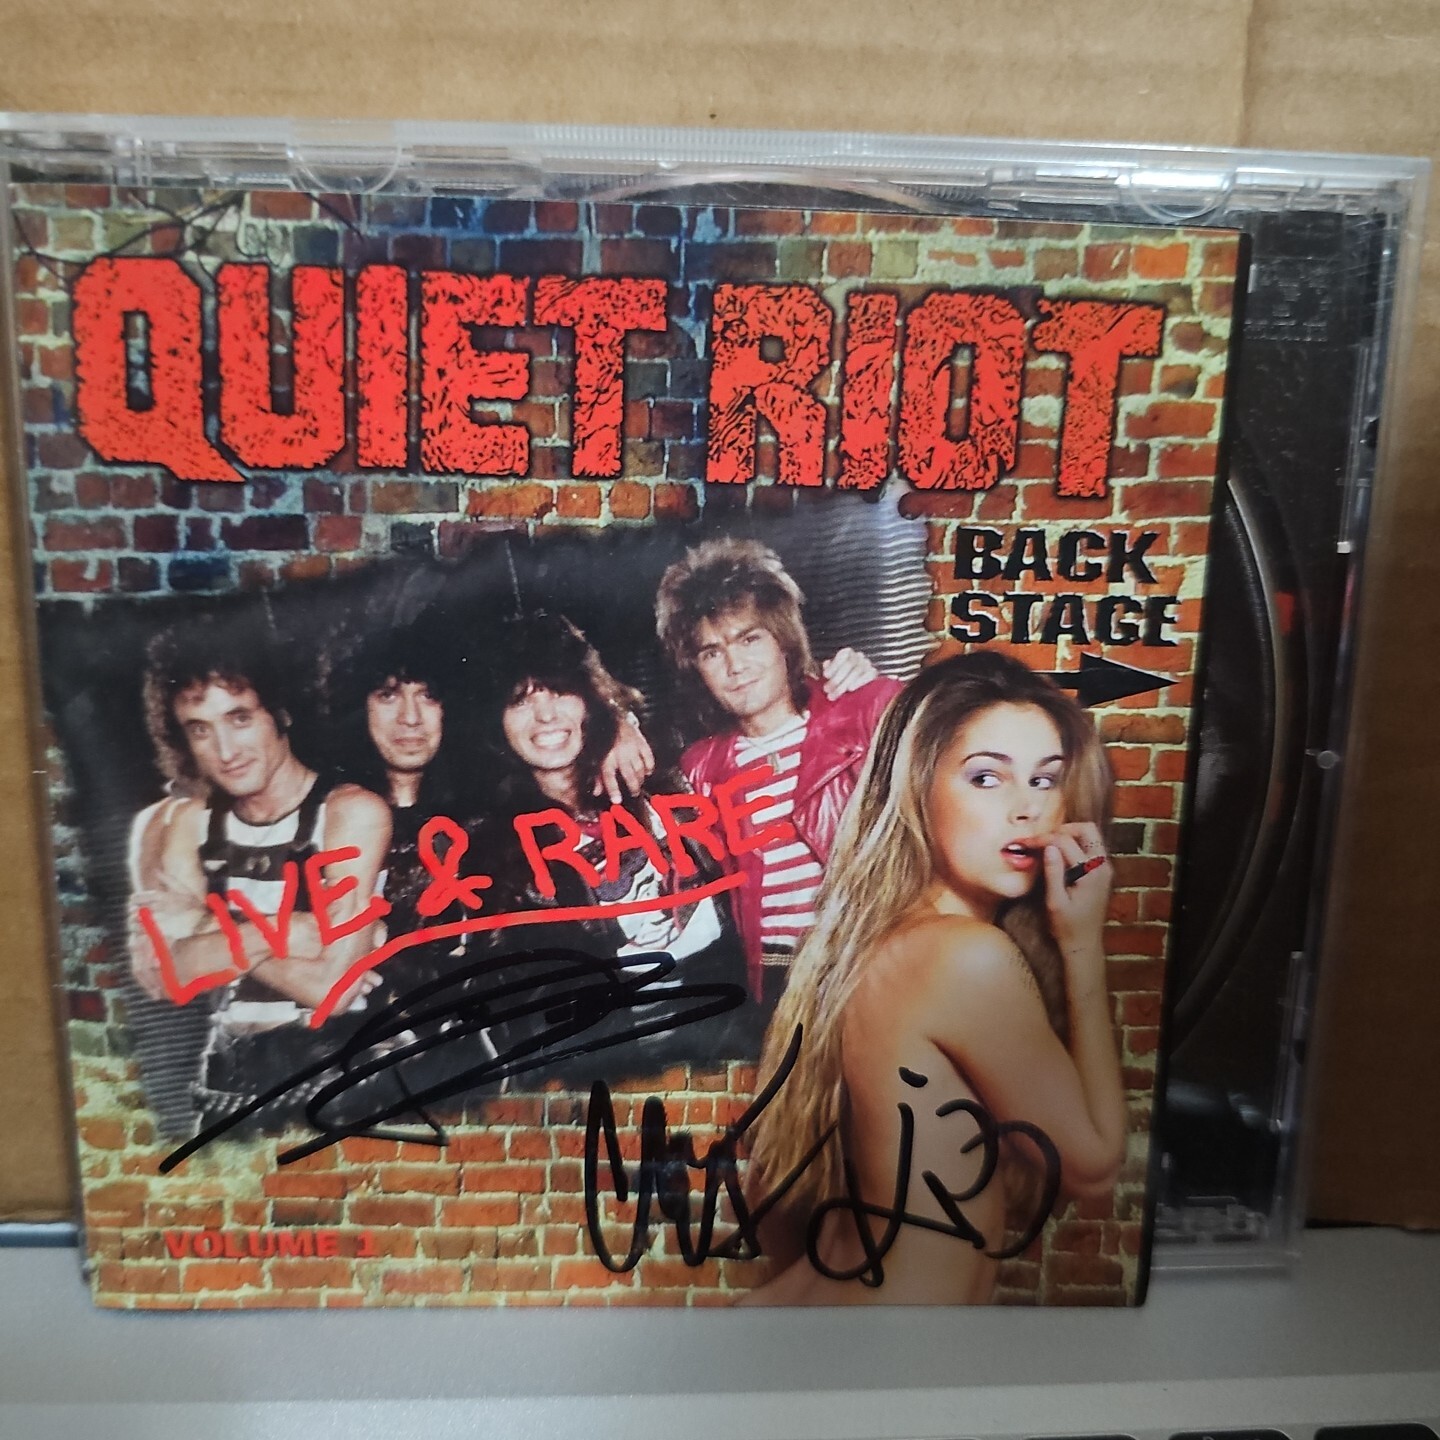 QUIET RIOT
BACK
STAGE
LIVE & RARE
VOLUME 1